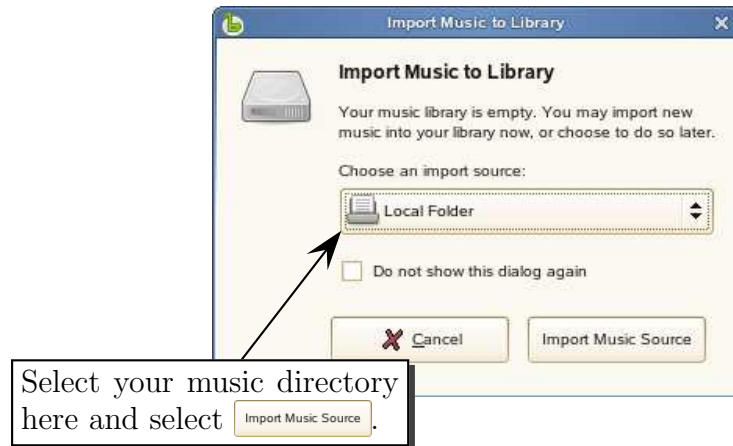 Import Music to Library
Import Music to Library
Your music library is empty. You may import new
music into your library now, or choose to do so later.
Choose an import source:
Local Folder
Do not show this dialog again
Cancel
Import Music Source
Select your music directory
here and select Import Music Source.